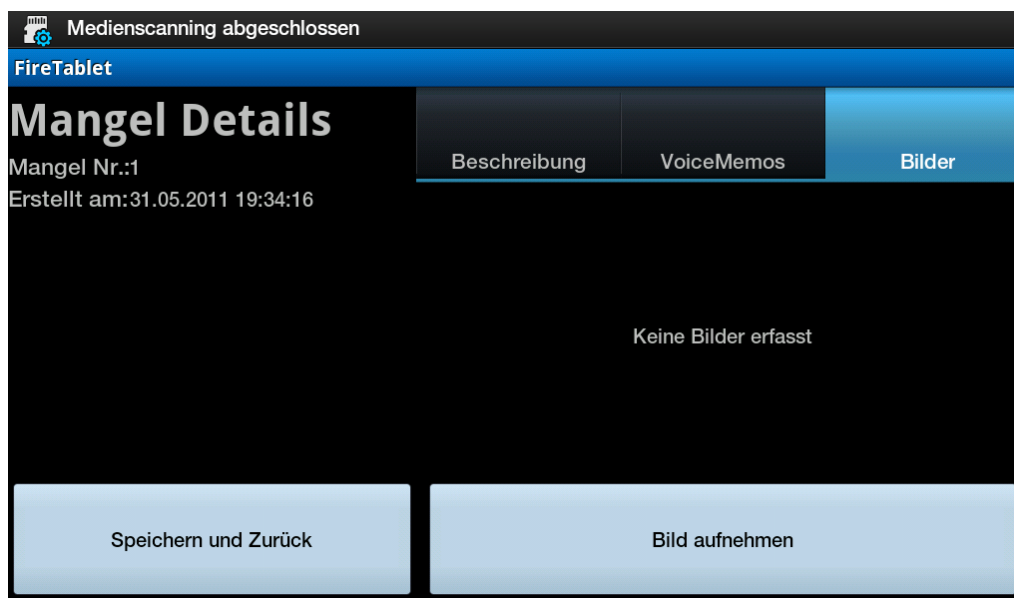 Medienscanning abgeschlossen
FireTablet
Mangel Details
Mangel Nr.:1
Erstellt am:31.05.2011 19:34:16
Beschreibung
VoiceMemos
Bilder
Keine Bilder erfasst
Speichern und Zurück
Bild aufnehmen